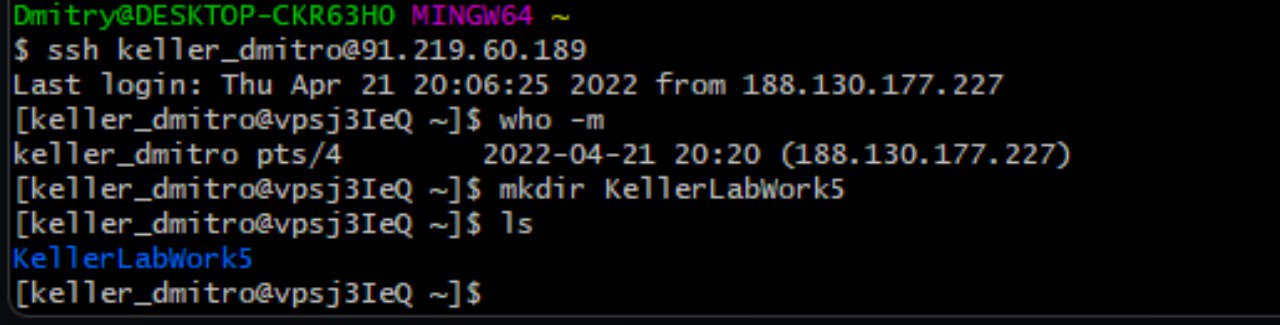 Dmitry@DESKTOP-CKR63HO MINGW64 ~
$ ssh keller_dmitro@91.219.60.189
Last login: Thu Apr 21 20:06:25 2022 from 188.130.177.227
[keller_dmitro@vpsj3IeQ ~]$ who -m
keller_dmitro pts/4        2022-04-21 20:20 (188.130.177.227)
[keller_dmitro@vpsj3IeQ ~]$ mkdir KellerLabWork5
[keller_dmitro@vpsj3IeQ ~]$ ls
KellerLabWork5
[keller_dmitro@vpsj3IeQ ~]$